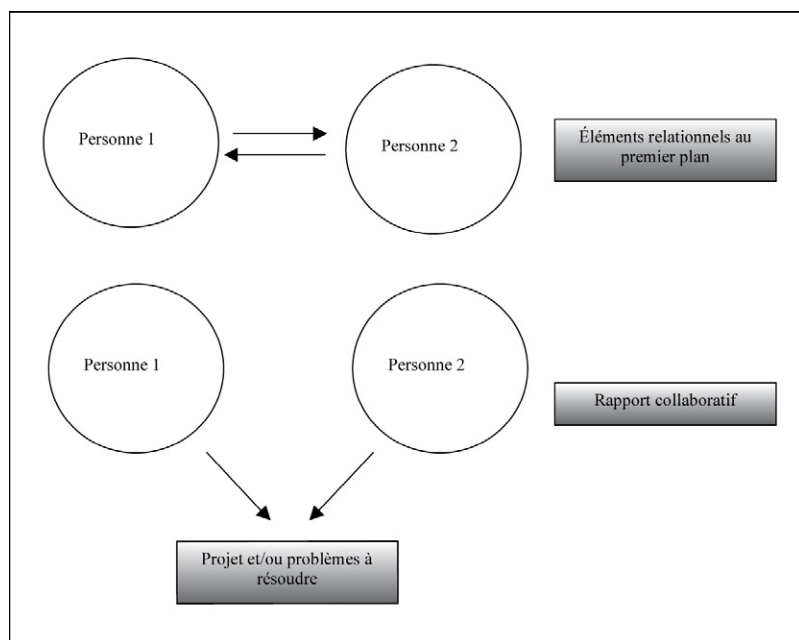 Personne 1
Personne 2
Éléments relationnels au
premier plan
Personne 1
Personne 2
Rapport collaboratif
Projet et/ou problèmes à
résoudre